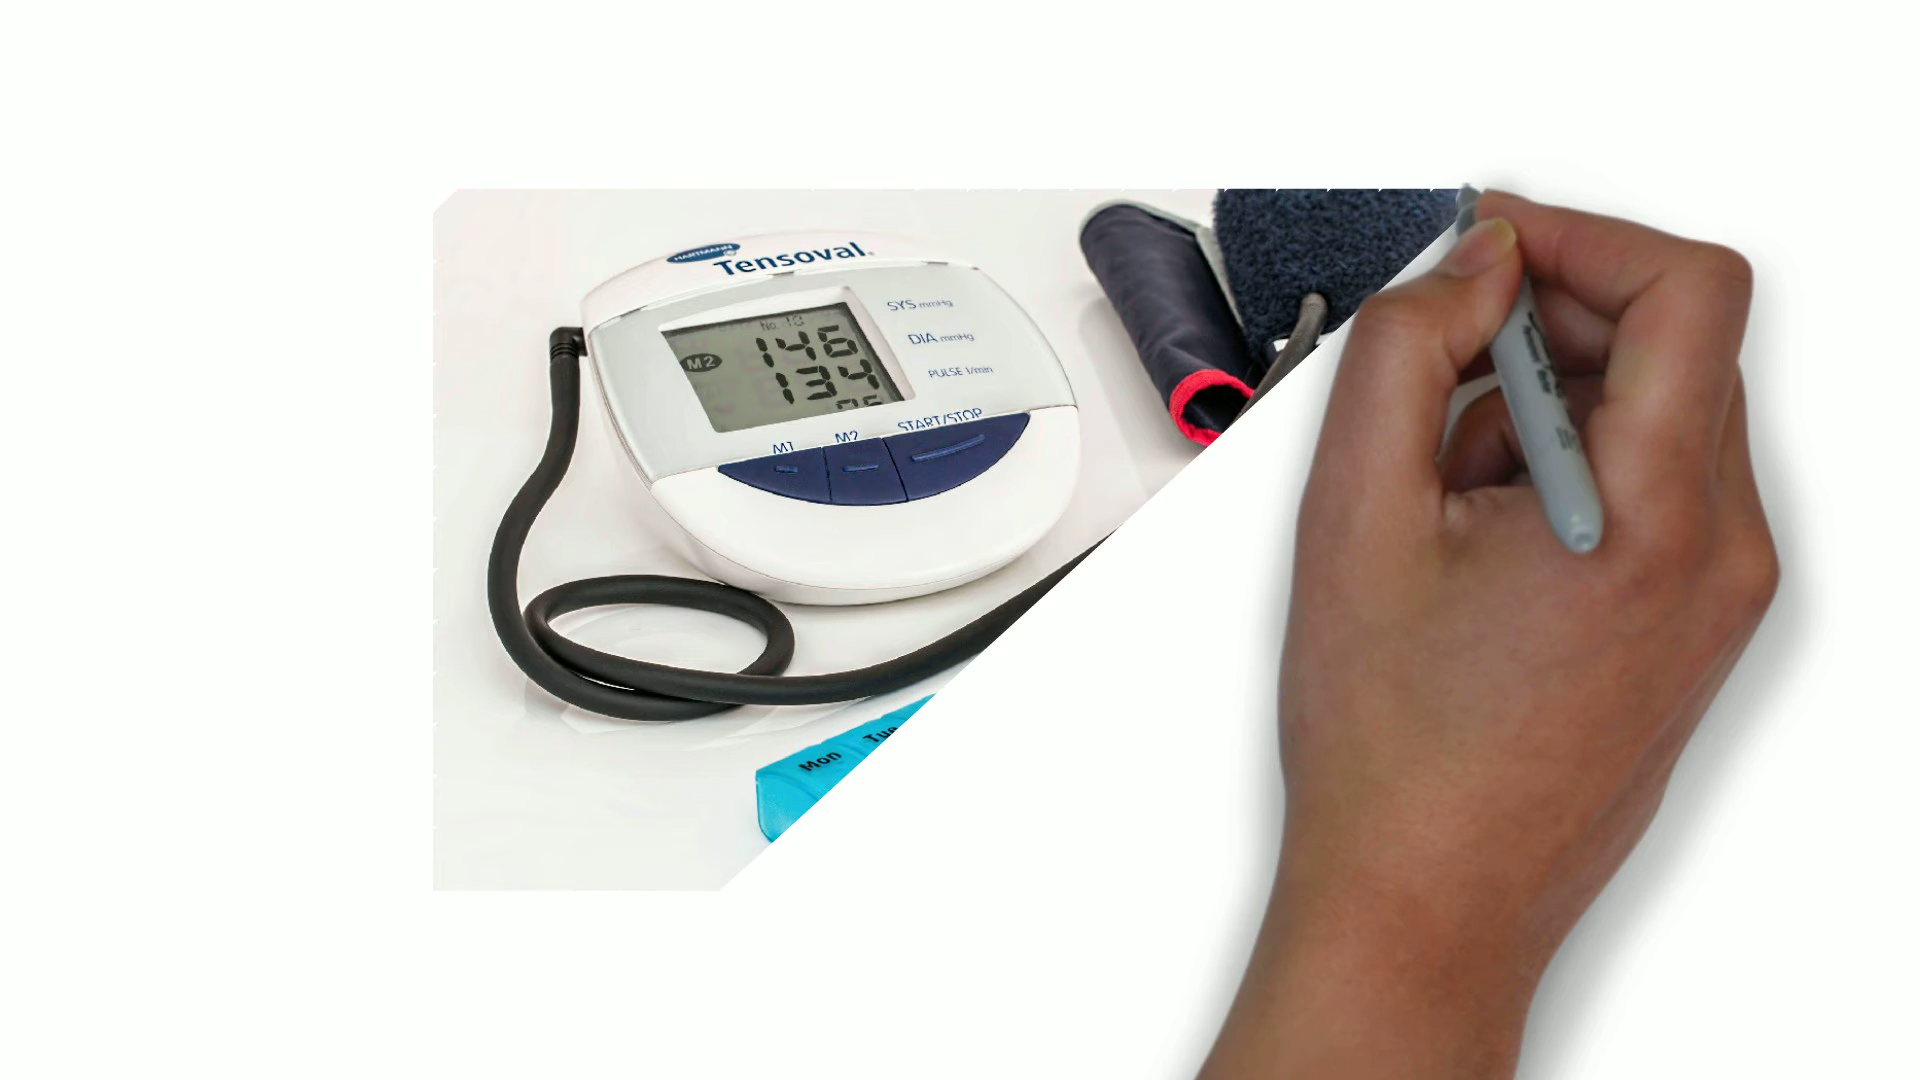 HARTMANN
Tensoval
No. 10
SYS mmHg
146
M2
DIA mmHg
134
PULSE 1/min
M1
M2
START/STOP
Mon
Tue